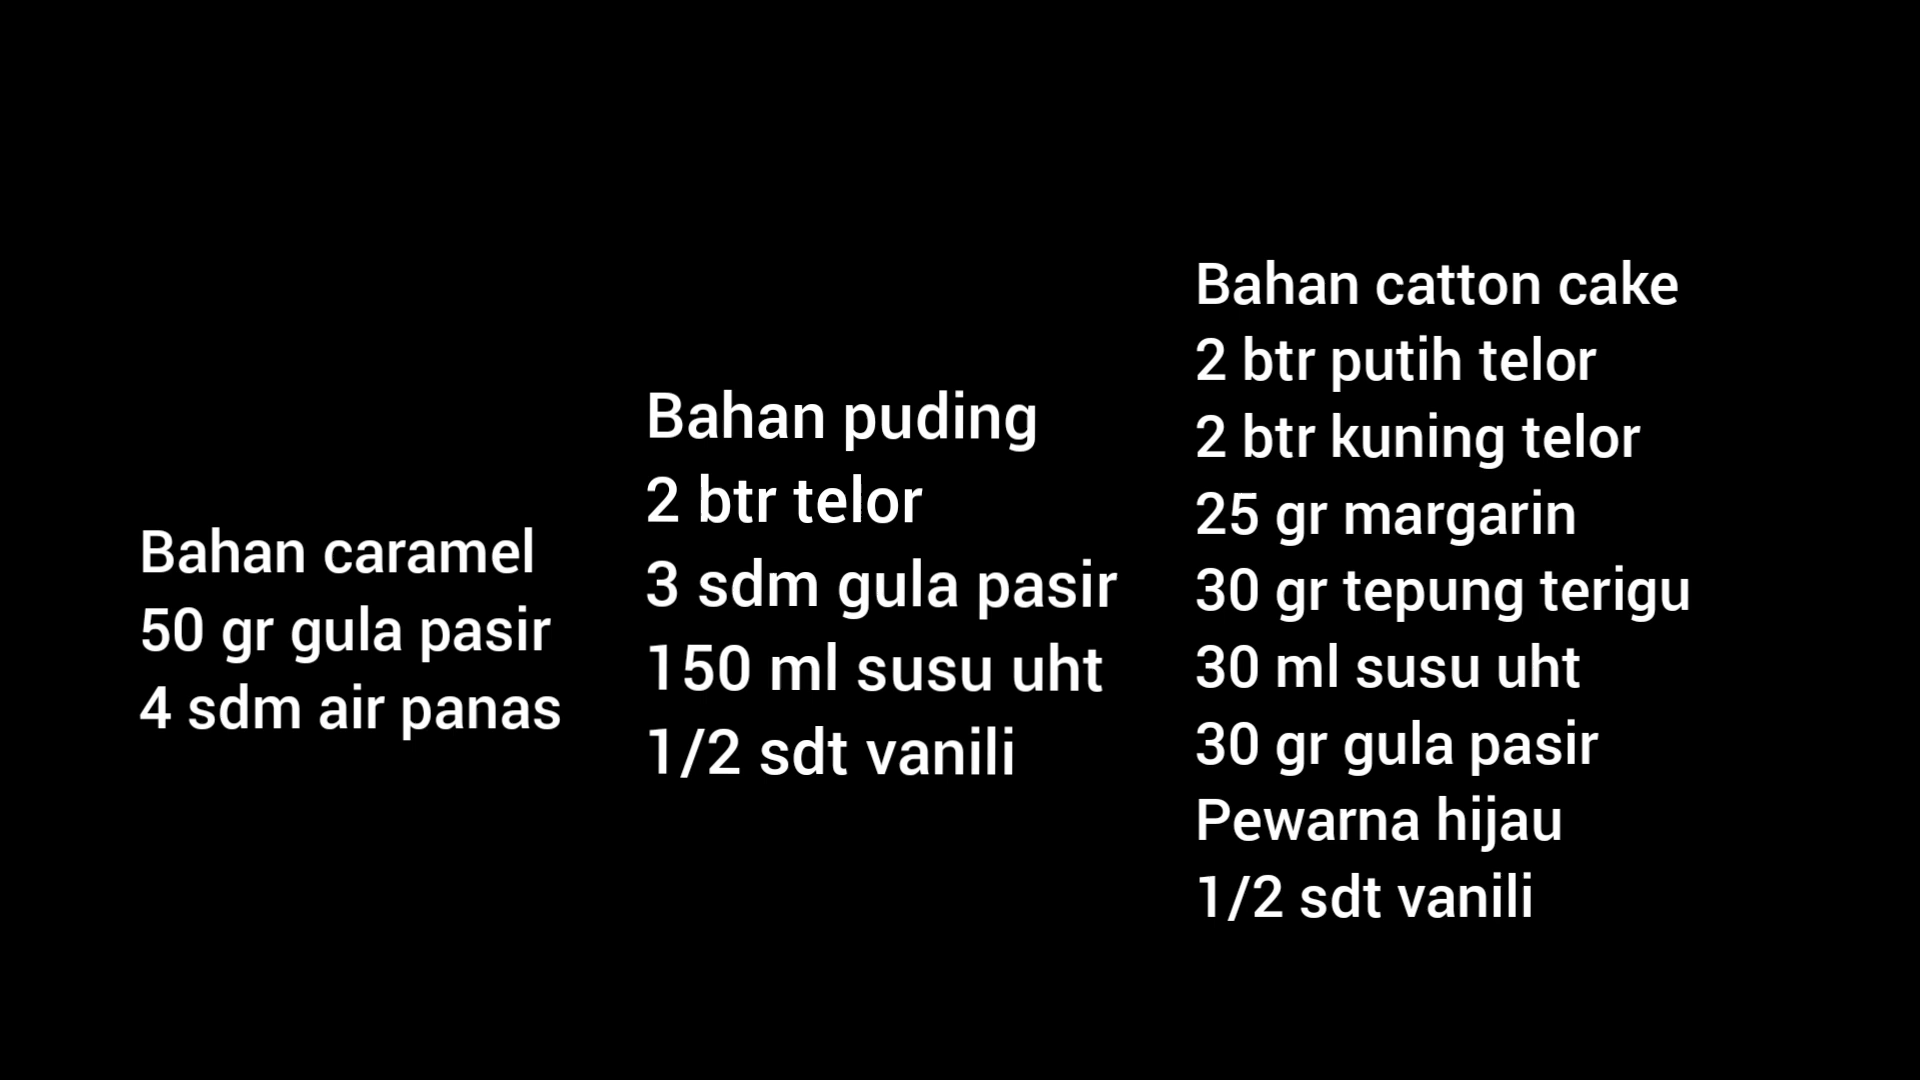 Bahan caramel
50 gr gula pasir
4 sdm air panas
Bahan puding
2 btr telor
3 sdm gula pasir
150 ml susu uht
1/2 sdt vanili
Bahan catton cake
2 btr putih telor
2 btr kuning telor
25 gr margarin
30 gr tepung terigu
30 ml susu uht
30 gr gula pasir
Pewarna hijau
1/2 sdt vanili